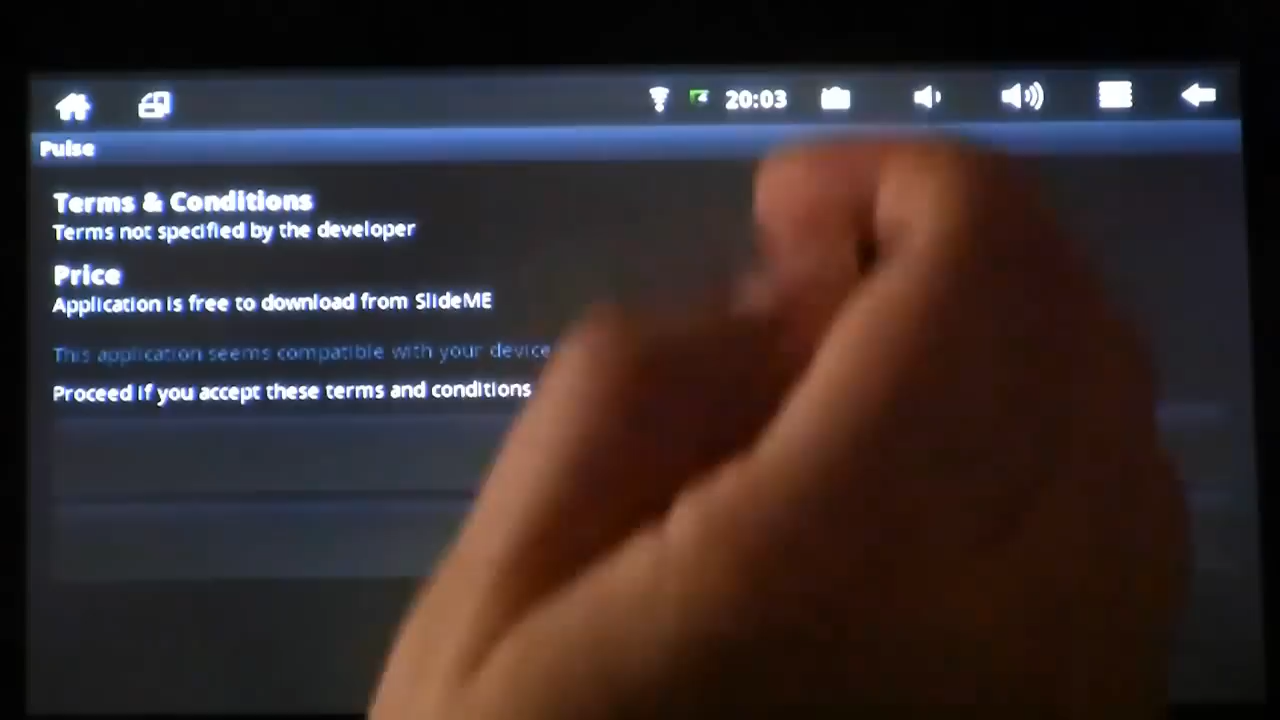 20:03
Pulse
Terms & Conditions
Terms not specified by the developer
Price
Application is free to download from SlideME
This application seems compatible with your device
Proceed if you accept these terms and conditions